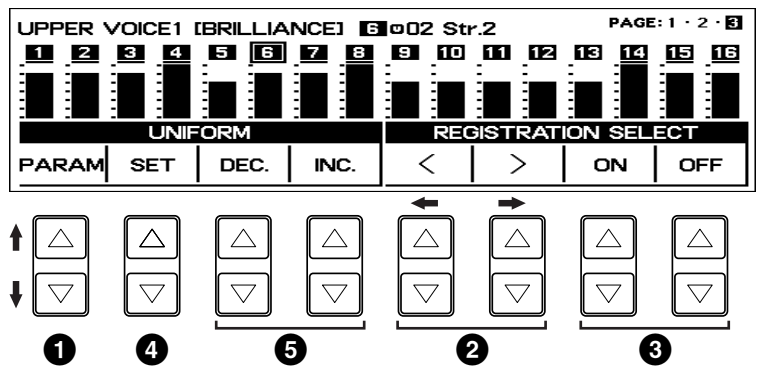 UPPER VOICE1 [BRILLIANCE] 6 02 Str.2 PAGE: 1 · 2 · 3
1 2 3 4 5 6 7 8 9 10 11 12 13 14 15 16
UNIFORM REGISTRATION SELECT
PARAM SET DEC. INC. < > ON OFF
1 4 5 2 3